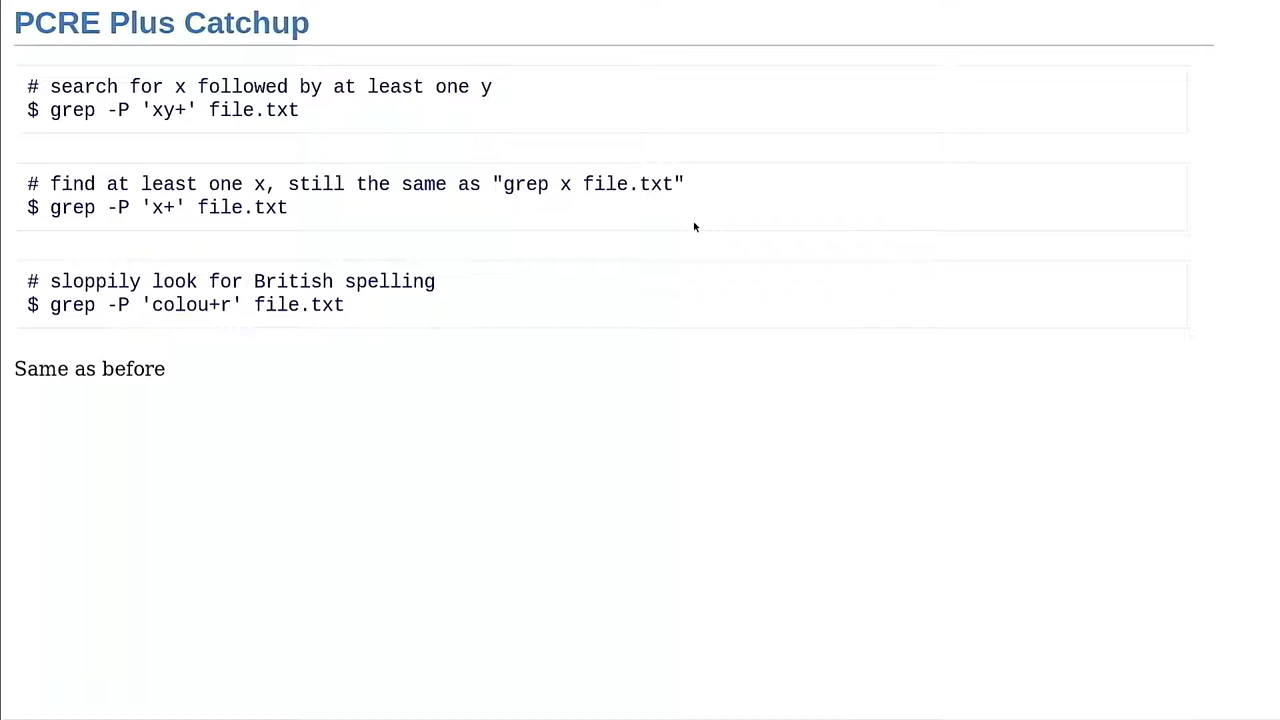 PCRE Plus Catchup
# search for x followed by at least one y
$ grep -P 'xy+' file.txt
# find at least one x, still the same as "grep x file.txt"
$ grep -P 'x+' file.txt
# sloppily look for British spelling
$ grep -P 'colou+r' file.txt
Same as before